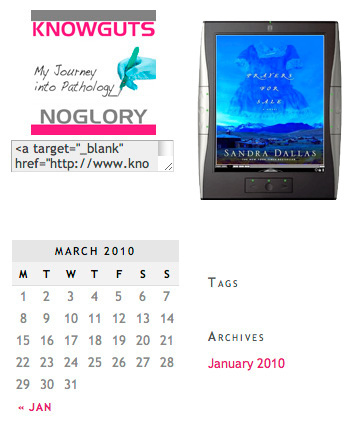 KNOWGUTS
My Journey
into Pathology
NOGLORY
<a target="_blank"
href="http://www.kno
PRAYERS
FOR
SALE
SANDRA DALLAS
MARCH 2010
M T W T F S S
1 2 3 4 5 6 7
8 9 10 11 12 13 14
15 16 17 18 19 20 21
22 23 24 25 26 27 28
29 30 31
« JAN
TAGS
ARCHIVES
January 2010